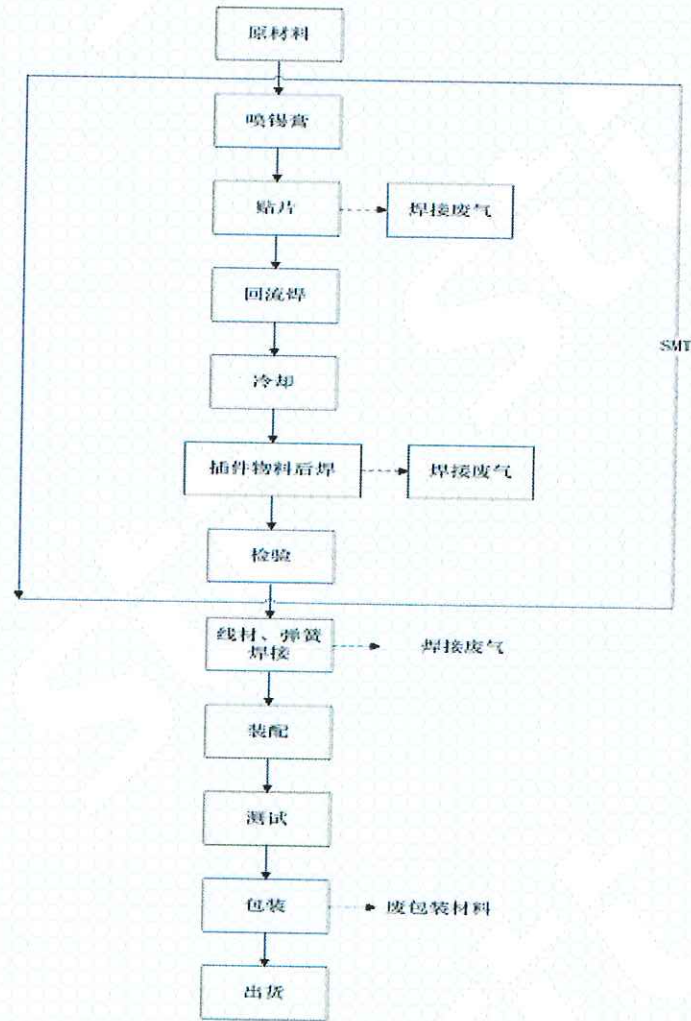 原材料
喷锡膏
贴片
焊接废气
回流焊
SMT
冷却
插件物料后焊
焊接废气
检验
线材、弹簧
焊接
焊接废气
装配
测试
包装
废包装材料
出货